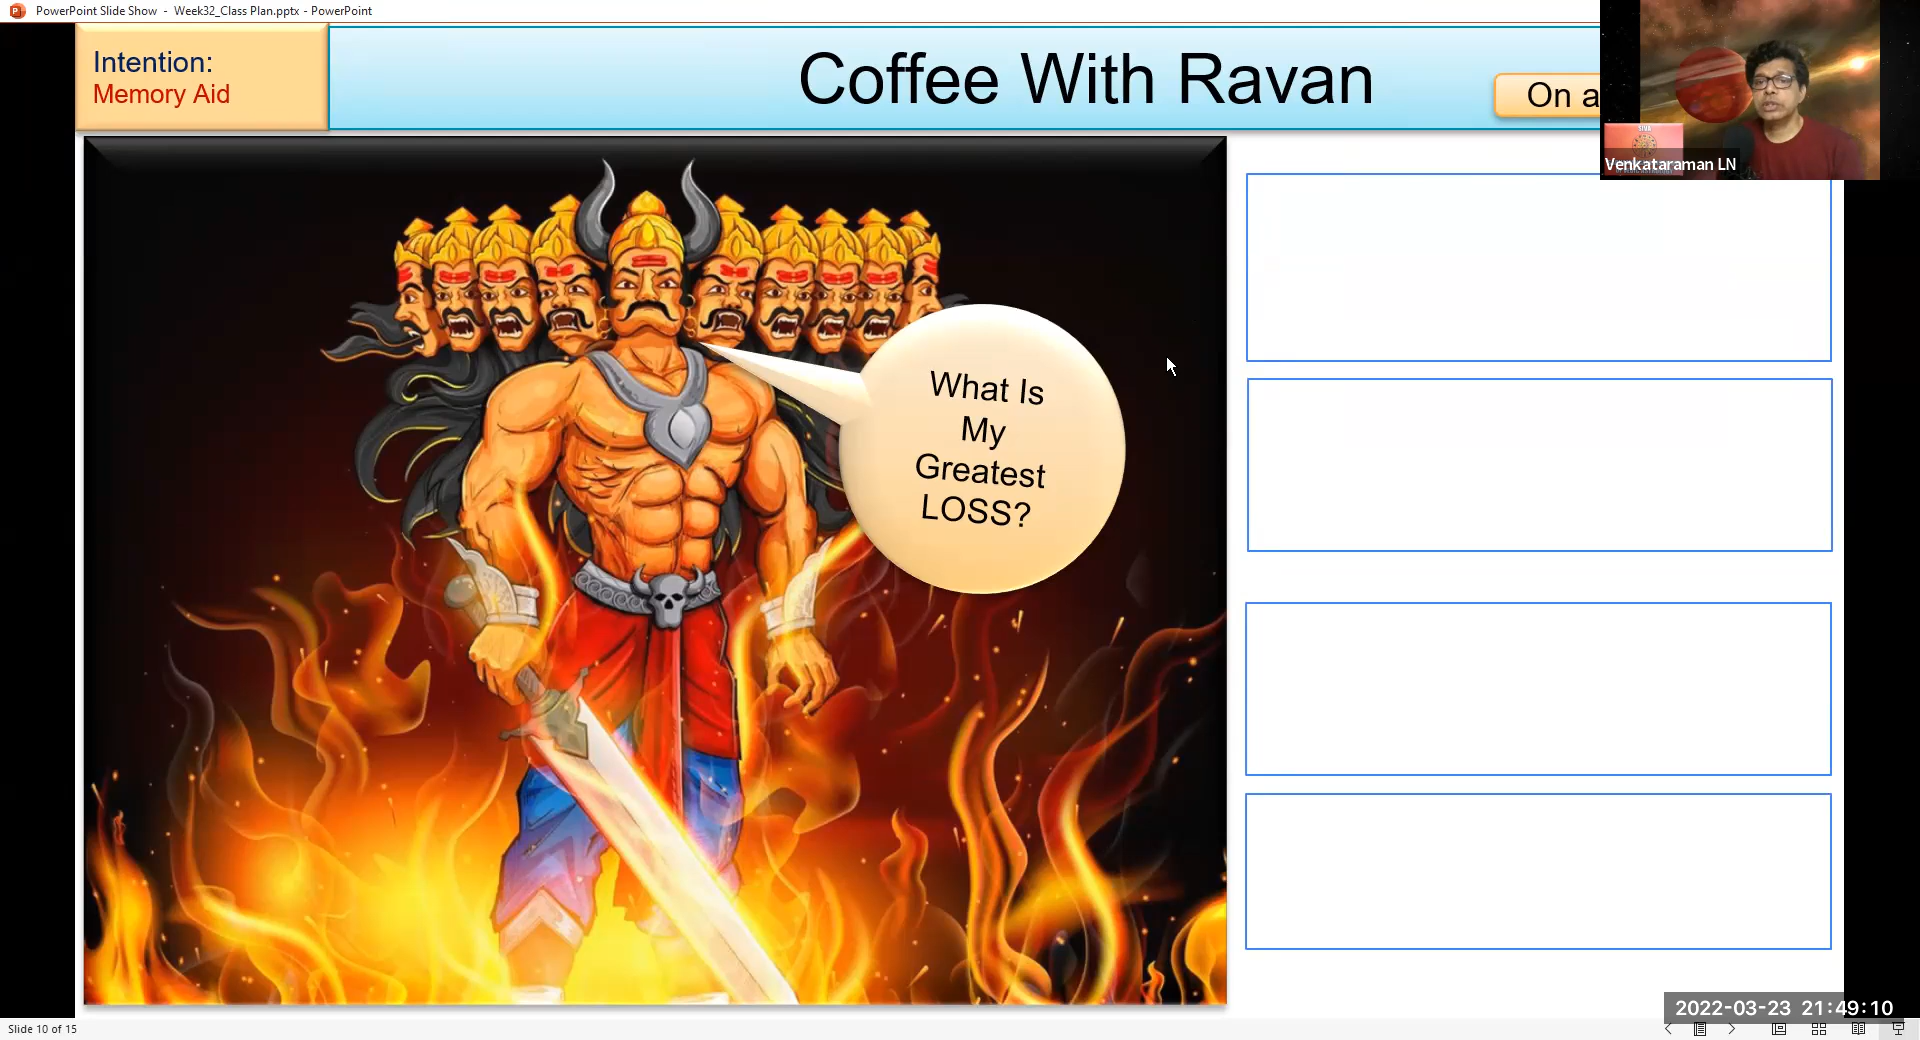 PowerPoint Slide Show - Week32_Class Plan.pptx - PowerPoint
Intention:
Memory Aid
Coffee With Ravan
On a
SIVA
Venkataraman LN
What Is
My
Greatest
LOSS?
2022-03-23 21:49:10
Slide 10 of 15